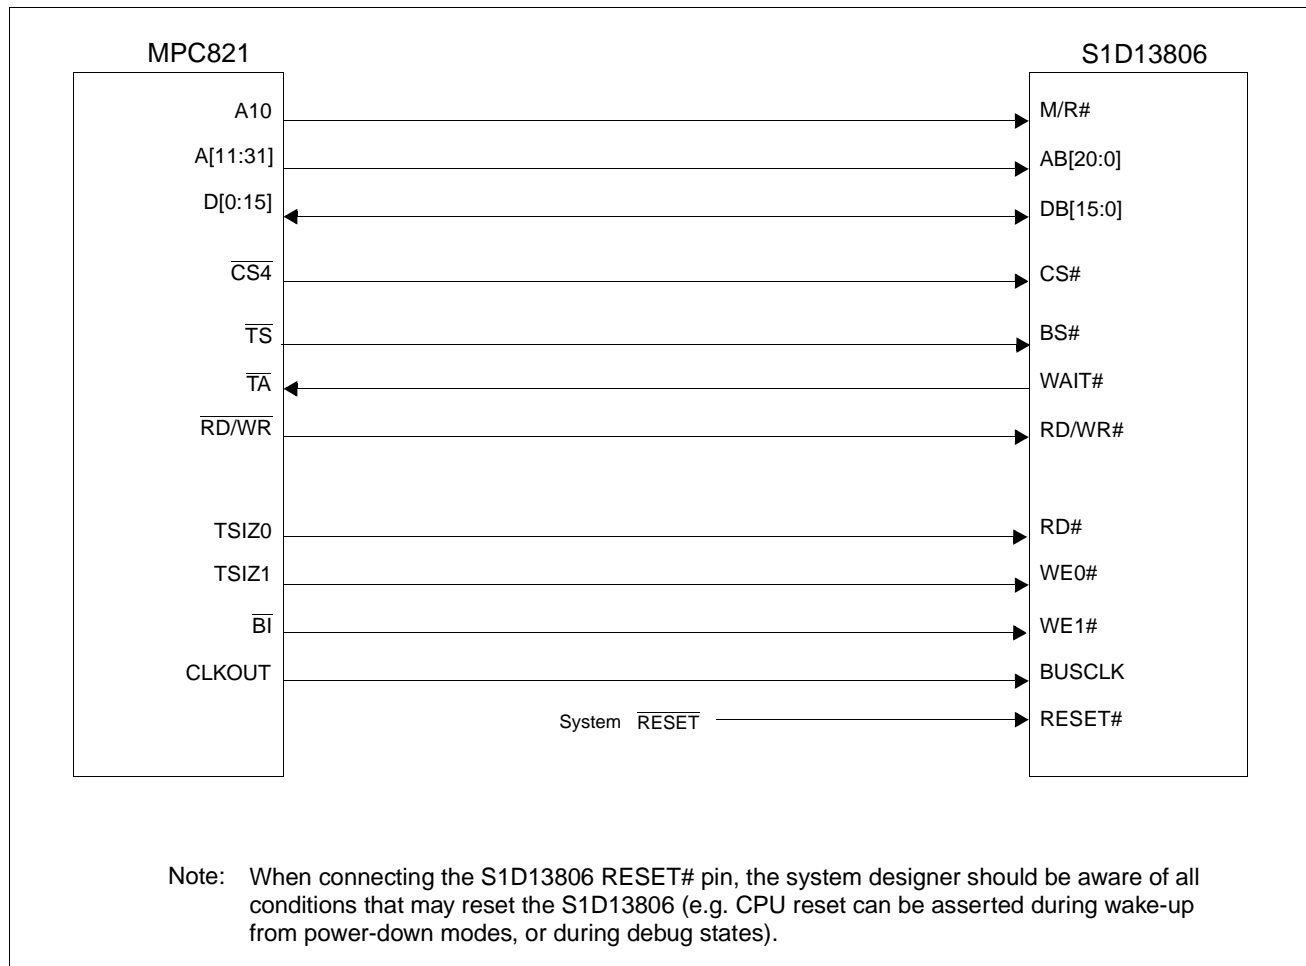 MPC821 S1D13806
A10 M/R#
A[11:31] AB[20:0]
D[0:15] DB[15:0]
CS4 CS#
TS BS#
TA WAIT#
RD/WR RD/WR#
TSIZ0 RD#
TSIZ1 WE0#
BI WE1#
CLKOUT BUSCLK
System RESET RESET#
Note: When connecting the S1D13806 RESET# pin, the system designer should be aware of all
conditions that may reset the S1D13806 (e.g. CPU reset can be asserted during wake-up
from power-down modes, or during debug states).